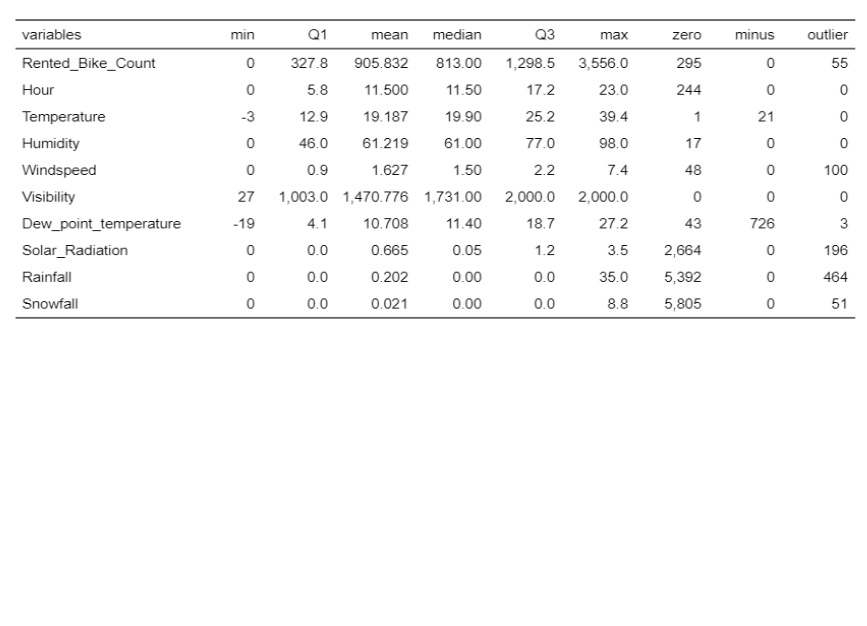 variables min Q1 mean median Q3 max zero minus outlier
Rented_Bike_Count 0 327.8 905.832 813.00 1,298.5 3,556.0 295 0 55
Hour 0 5.8 11.500 11.50 17.2 23.0 244 0 0
Temperature -3 12.9 19.187 19.90 25.2 39.4 1 21 0
Humidity 0 46.0 61.219 61.00 77.0 98.0 17 0 0
Windspeed 0 0.9 1.627 1.50 2.2 7.4 48 0 100
Visibility 27 1,003.0 1,470.776 1,731.00 2,000.0 2,000.0 0 0 0
Dew_point_temperature -19 4.1 10.708 11.40 18.7 27.2 43 726 3
Solar_Radiation 0 0.0 0.665 0.05 1.2 3.5 2,664 0 196
Rainfall 0 0.0 0.202 0.00 0.0 35.0 5,392 0 464
Snowfall 0 0.0 0.021 0.00 0.0 8.8 5,805 0 51